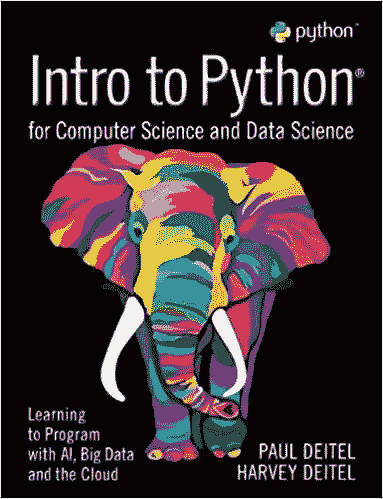 python™
Intro to Python®
for Computer Science and Data Science
Learning
to Program
with AI, Big Data
and the Cloud
PAUL DEITEL
HARVEY DEITEL